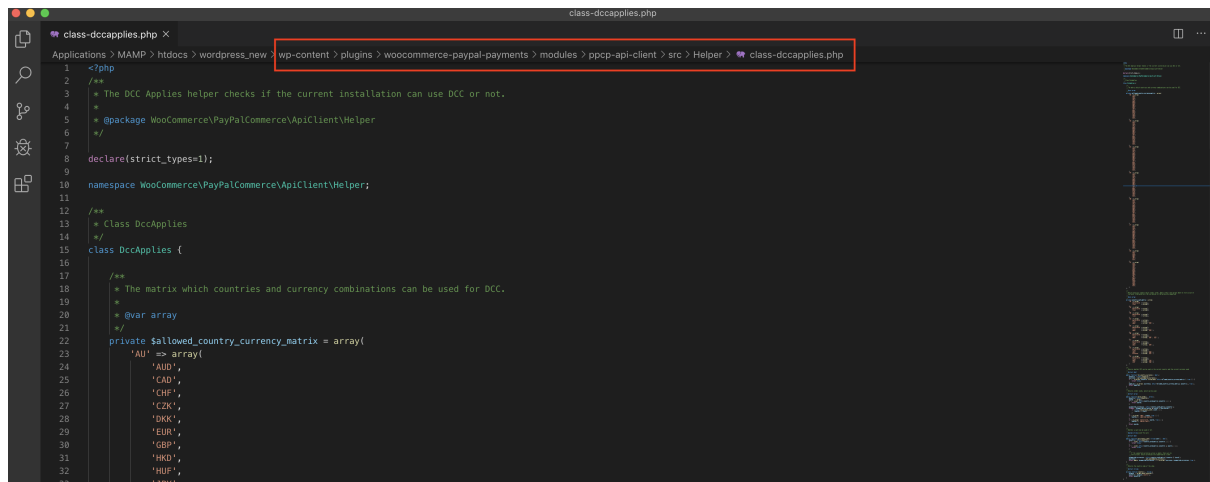 class-dccapplies.php
class-dccapplies.php ×
Applications > MAMP > htdocs > wordpress_new > wp-content > plugins > woocommerce-paypal-payments > modules > ppcp-api-client > src > Helper > class-dccapplies.php
1 <?php
2 /**
3 * The DCC Applies helper checks if the current installation can use DCC or not.
4 *
5 * @package WooCommerce\PayPalCommerce\ApiClient\Helper
6 */
7
8 declare(strict_types=1);
9
10 namespace WooCommerce\PayPalCommerce\ApiClient\Helper;
11
12 /**
13 * Class DccApplies
14 */
15 class DccApplies {
16
17 /**
18 * The matrix which countries and currency combinations can be used for DCC.
19 *
20 * @var array
21 */
22 private $allowed_country_currency_matrix = array(
23 'AU' => array(
24 'AUD',
25 'CAD',
26 'CHF',
27 'CZK',
28 'DKK',
29 'EUR',
30 'GBP',
31 'HKD',
32 'HUF',